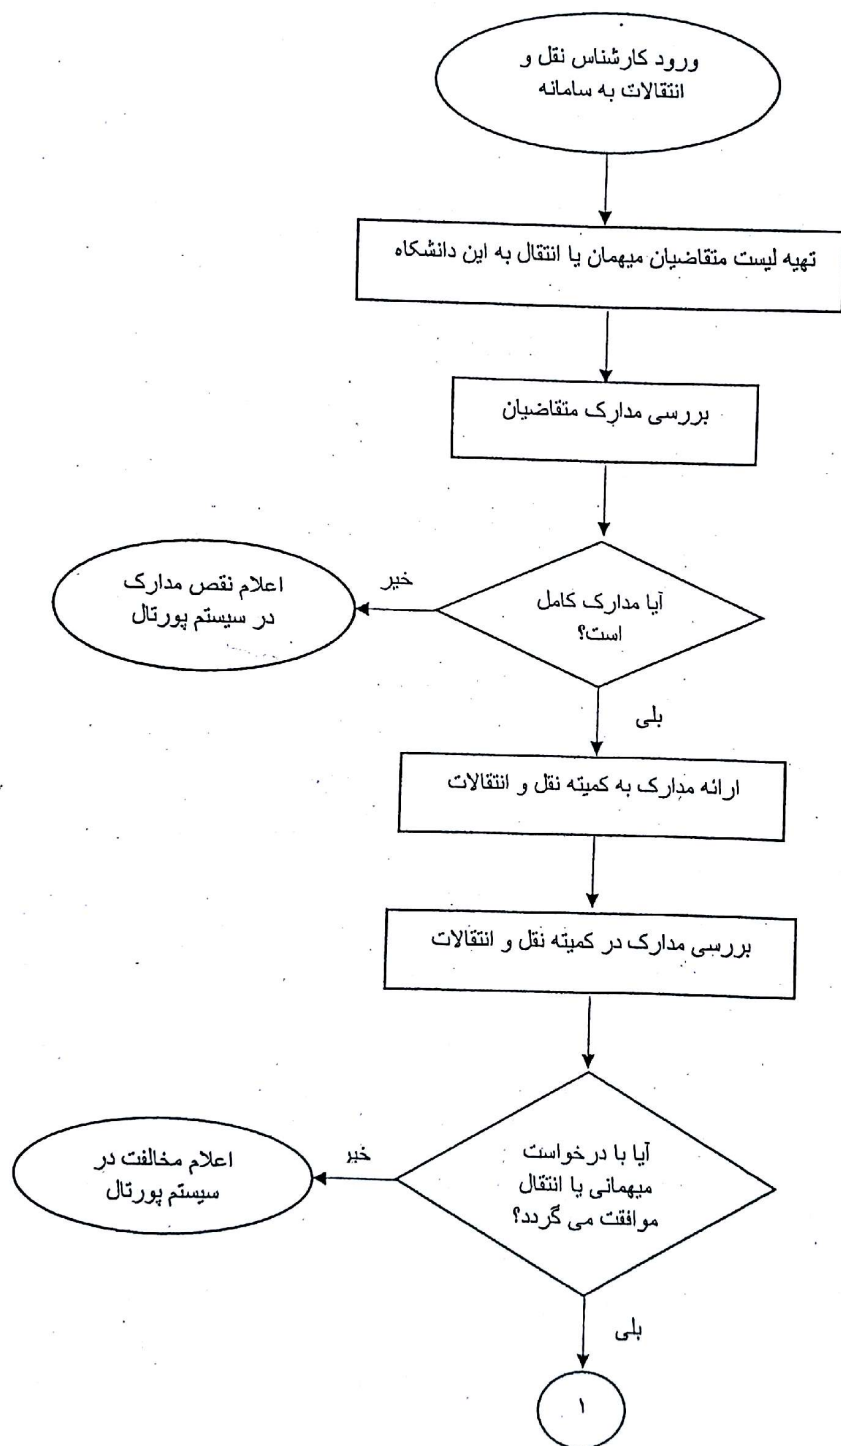 ورود کارشناس نقل و
انتقالات به سامانه
تهیه لیست متقاضیان میهمان یا انتقال به این دانشگاه
بررسی مدارک متقاضیان
آیا مدارک کامل
است؟
خیر
اعلام نقص مدارک
در سیستم پورتال
بلی
ارائه مدارک به کمیته نقل و انتقالات
بررسی مدارک در کمیته نقل و انتقالات
آیا با درخواست
میهمانی یا انتقال
موافقت می گردد؟
خیر
اعلام مخالفت در
سیستم پورتال
بلی
۱